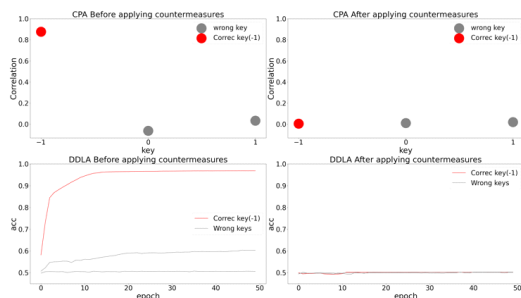 CPA Before applying countermeasures
1.0
0.8
0.6
0.4
0.2
0.0
Correlation
wrong key
Correc key(-1)
−1
0
1
key
CPA After applying countermeasures
1.0
0.8
0.6
0.4
0.2
0.0
Correlation
wrong key
Correc key(-1)
−1
0
1
key
DDLA Before applying countermeasures
1.0
0.9
0.8
0.7
0.6
0.5
acc
Correc key(-1)
Wrong keys
0
10
20
30
40
50
epoch
DDLA After applying countermeasures
1.0
0.9
0.8
0.7
0.6
0.5
acc
Correc key(-1)
Wrong keys
0
10
20
30
40
50
epoch